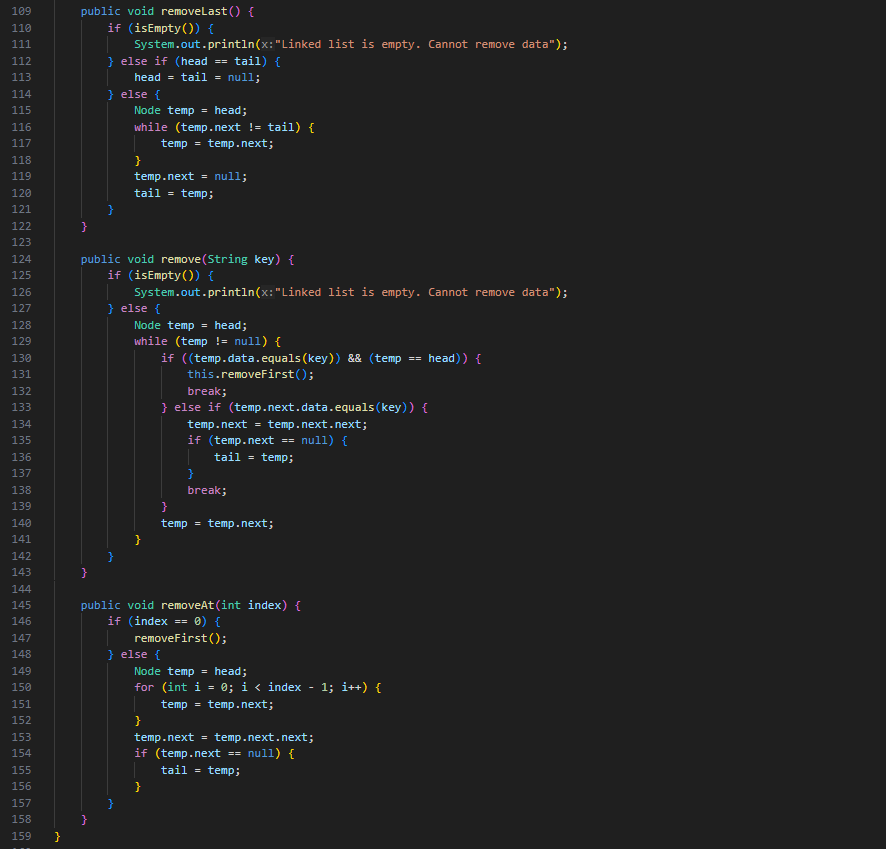 109 public void removeLast() {
110 if (isEmpty()) {
111 System.out.println(x:"Linked list is empty. Cannot remove data");
112 } else if (head == tail) {
113 head = tail = null;
114 } else {
115 Node temp = head;
116 while (temp.next != tail) {
117 temp = temp.next;
118 }
119 temp.next = null;
120 tail = temp;
121 }
122 }
123
124 public void remove(String key) {
125 if (isEmpty()) {
126 System.out.println(x:"Linked list is empty. Cannot remove data");
127 } else {
128 Node temp = head;
129 while (temp != null) {
130 if ((temp.data.equals(key)) && (temp == head)) {
131 this.removeFirst();
132 break;
133 } else if (temp.next.data.equals(key)) {
134 temp.next = temp.next.next;
135 if (temp.next == null) {
136 tail = temp;
137 }
138 break;
139 }
140 temp = temp.next;
141 }
142 }
143 }
144
145 public void removeAt(int index) {
146 if (index == 0) {
147 removeFirst();
148 } else {
149 Node temp = head;
150 for (int i = 0; i < index - 1; i++) {
151 temp = temp.next;
152 }
153 temp.next = temp.next.next;
154 if (temp.next == null) {
155 tail = temp;
156 }
157 }
158 }
159 }